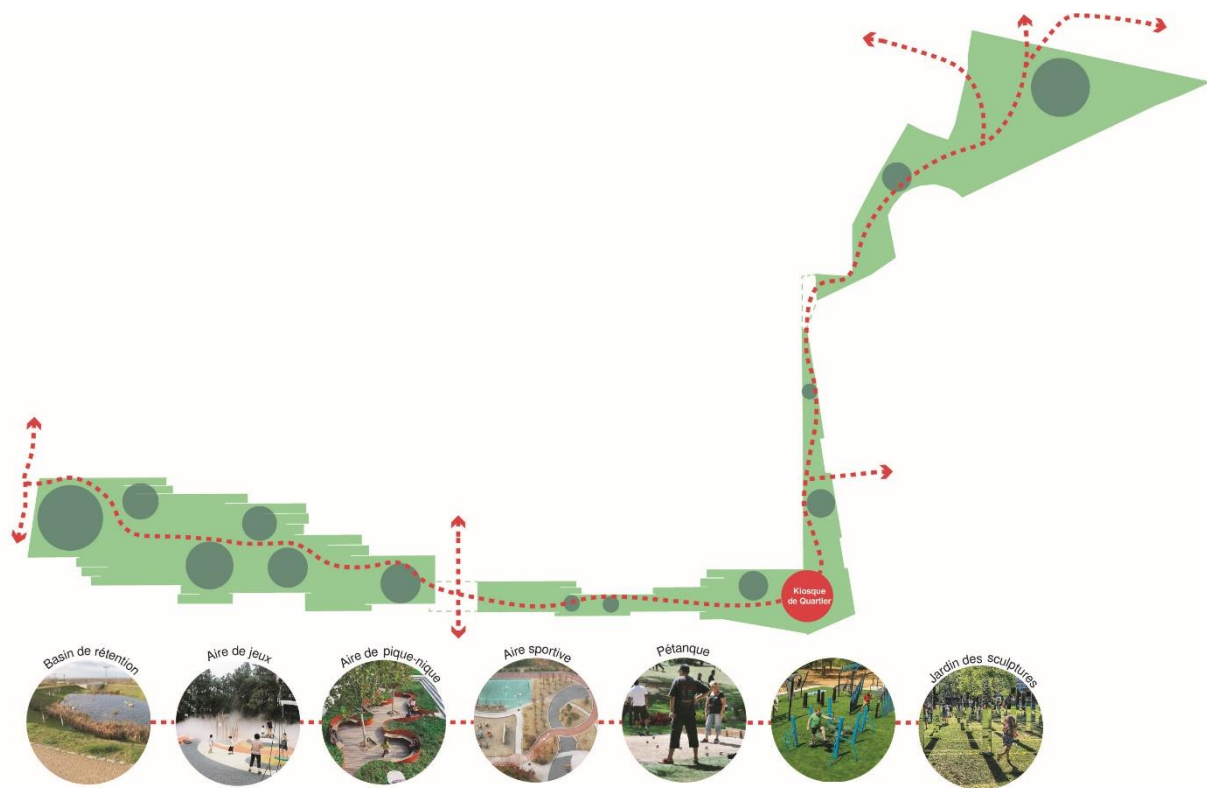 Kiosque
de Quartier
Basin de rétention
Aire de jeux
Aire de pique-nique
Aire sportive
Pétanque
Jardin des sculptures